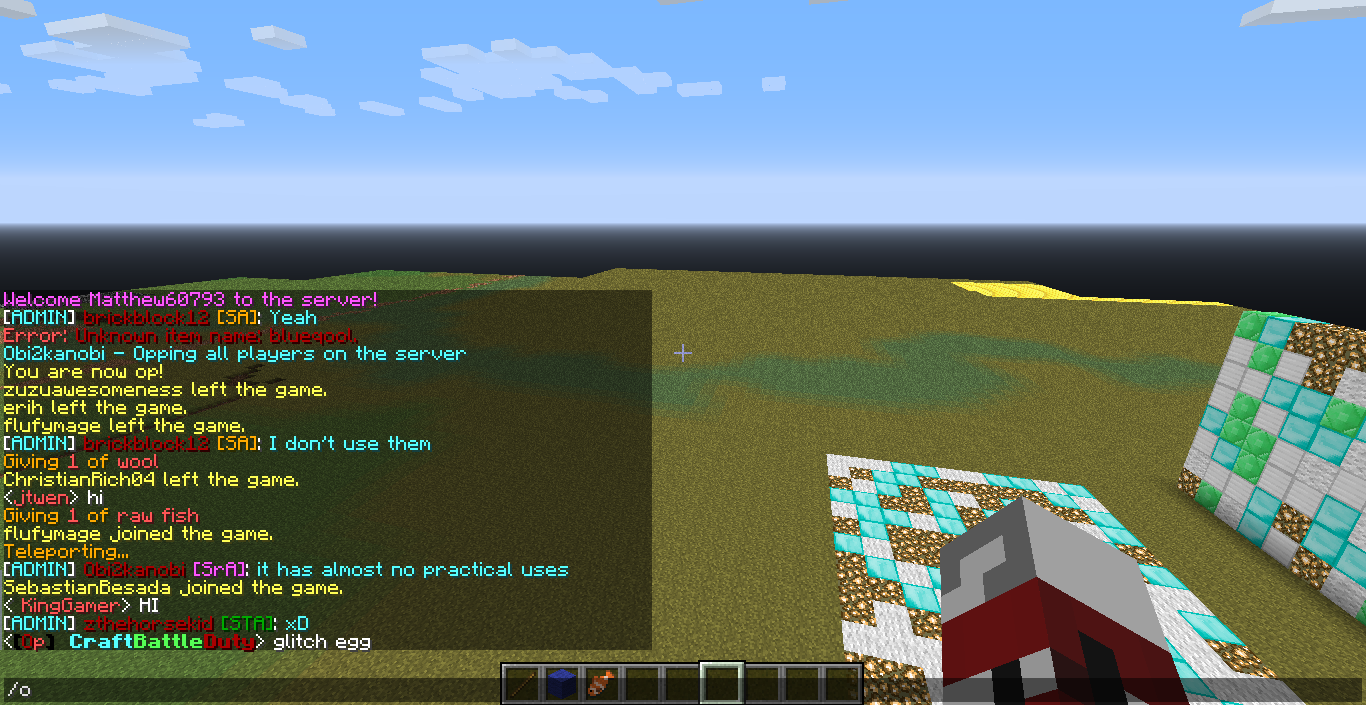 Welcome Matthew60793 to the server!
[ADMIN] brickblock12 [SA]: Yeah
Error: Unknown item name: blueqool.
Obi2kanobi - Opping all players on the server
You are now op!
zuzuawesomeness left the game.
erih left the game.
flufymage left the game.
[ADMIN] brickblock12 [SA]: I don't use them
Giving 1 of wool
ChristianRich04 left the game.
<jtwen> hi
Giving 1 of raw fish
flufymage joined the game.
Teleporting...
[ADMIN] Obi2kanobi [SrA]: it has almost no practical uses
SebastianBesada joined the game.
< KingGamer> HI
[ADMIN] zthehorsekid [STA]: xD
<[Op] CraftBattleDuty> glitch egg
/o